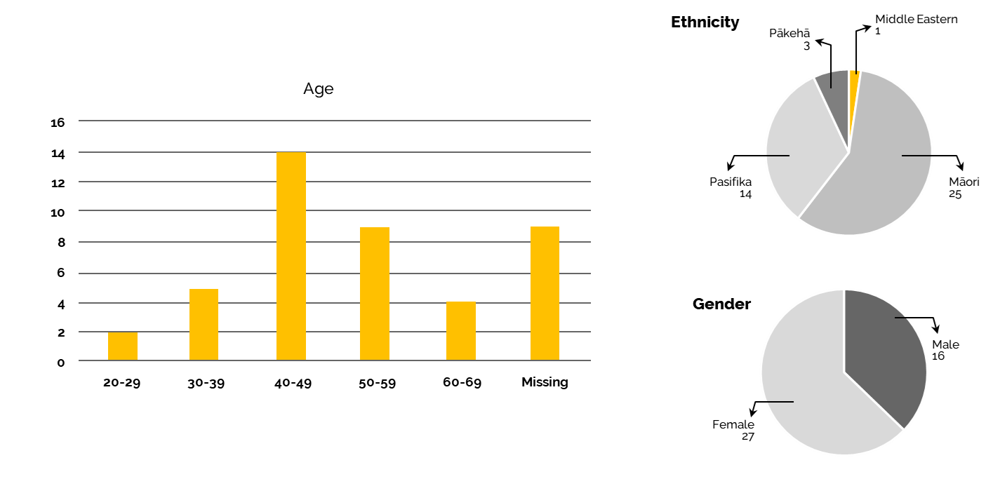 Age
16
14
12
10
8
6
4
2
0
20-29 30-39 40-49 50-59 60-69 Missing
Ethnicity
Middle Eastern
1
Pākehā
3
Pasifika
14
Māori
25
Gender
Male
16
Female
27